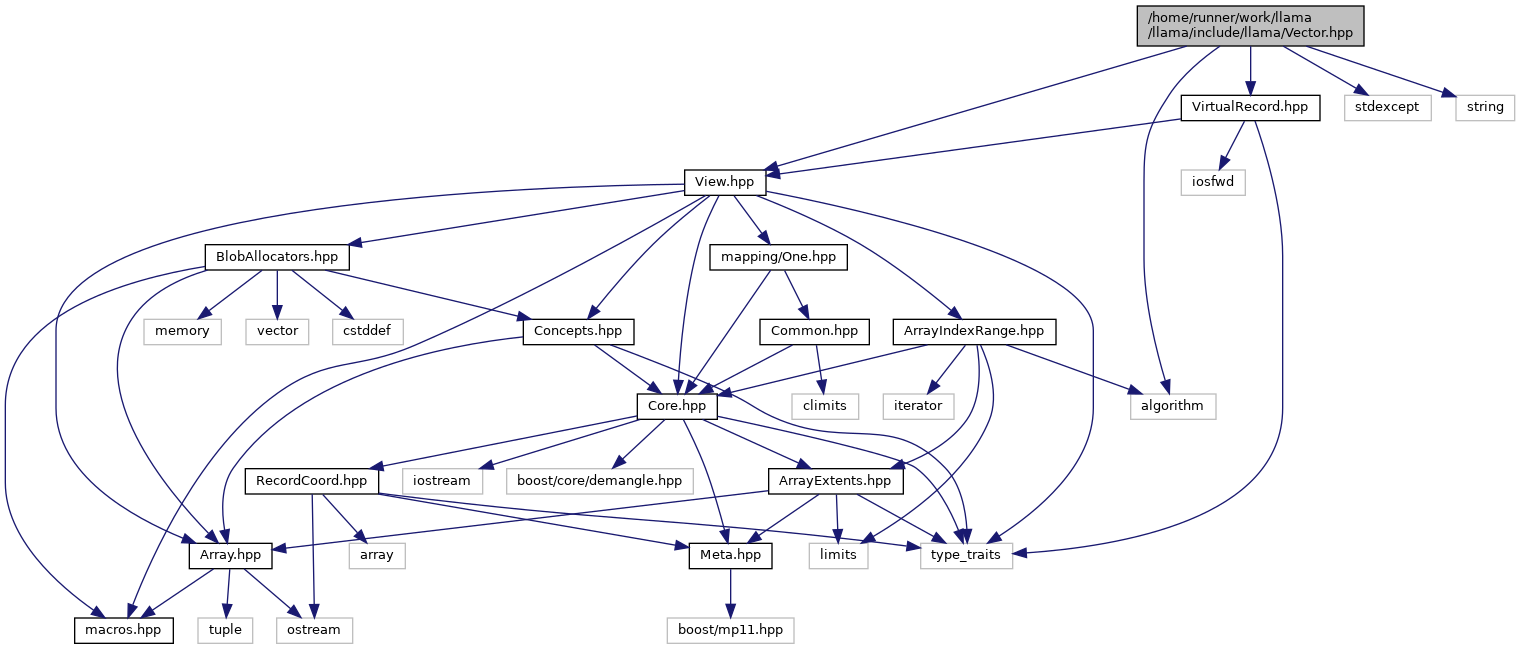 /home/runner/work/llama
/llama/include/llama/Vector.hpp
VirtualRecord.hpp
stdexcept
string
View.hpp
iosfwd
BlobAllocators.hpp
mapping/One.hpp
memory
vector
cstddef
Concepts.hpp
Common.hpp
ArrayIndexRange.hpp
Core.hpp
climits
iterator
algorithm
RecordCoord.hpp
iostream
boost/core/demangle.hpp
ArrayExtents.hpp
Array.hpp
array
Meta.hpp
limits
type_traits
macros.hpp
tuple
ostream
boost/mp11.hpp